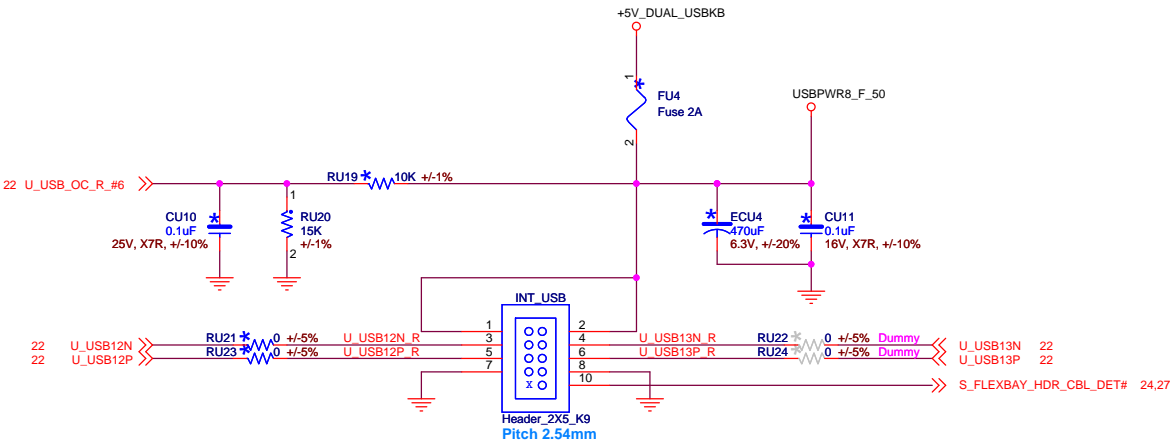 +5V_DUAL_USBKB
1
FU4
Fuse 2A
2
USBPWR8_F_50
22 U_USB_OC_R_#6
RU19 * 10K +/-1%
CU10
0.1uF
25V, X7R, +/-10%
1
RU20
15K
+/-1%
2
ECU4
470uF
6.3V, +/-20%
CU11
0.1uF
16V, X7R, +/-10%
INT_USB
1 2
22 U_USB12N RU21 * 0 +/-5% U_USB12N_R 3 4 U_USB13N_R RU22 * 0 +/-5% Dummy U_USB13N 22
22 U_USB12P RU23 * 0 +/-5% U_USB12P_R 5 6 U_USB13P_R RU24 * 0 +/-5% Dummy U_USB13P 22
7 8
X 10 S_FLEXBAY_HDR_CBL_DET# 24,27
Header_2X5_K9
Pitch 2.54mm